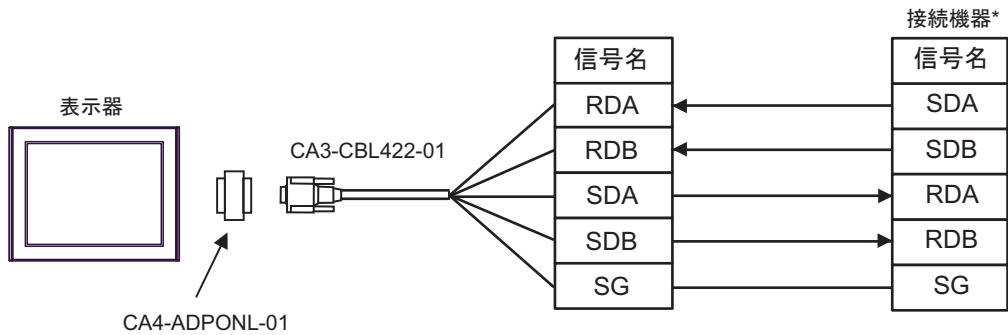 接続機器*
信号名
信号名
表示器
RDA
SDA
CA3-CBL422-01
RDB
SDB
SDA
RDA
SDB
RDB
SG
SG
CA4-ADPONL-01